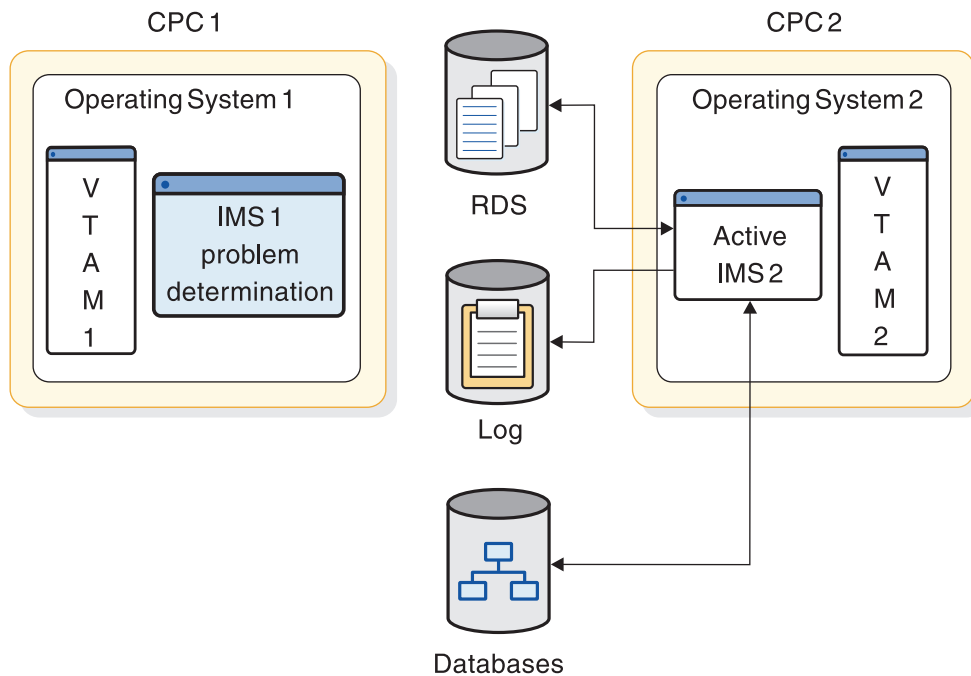 CPC 1
CPC 2
Operating System 1
V
T
A
M
1
IMS 1
problem
determination
RDS
Log
Databases
Operating System 2
Active
IMS 2
V
T
A
M
2